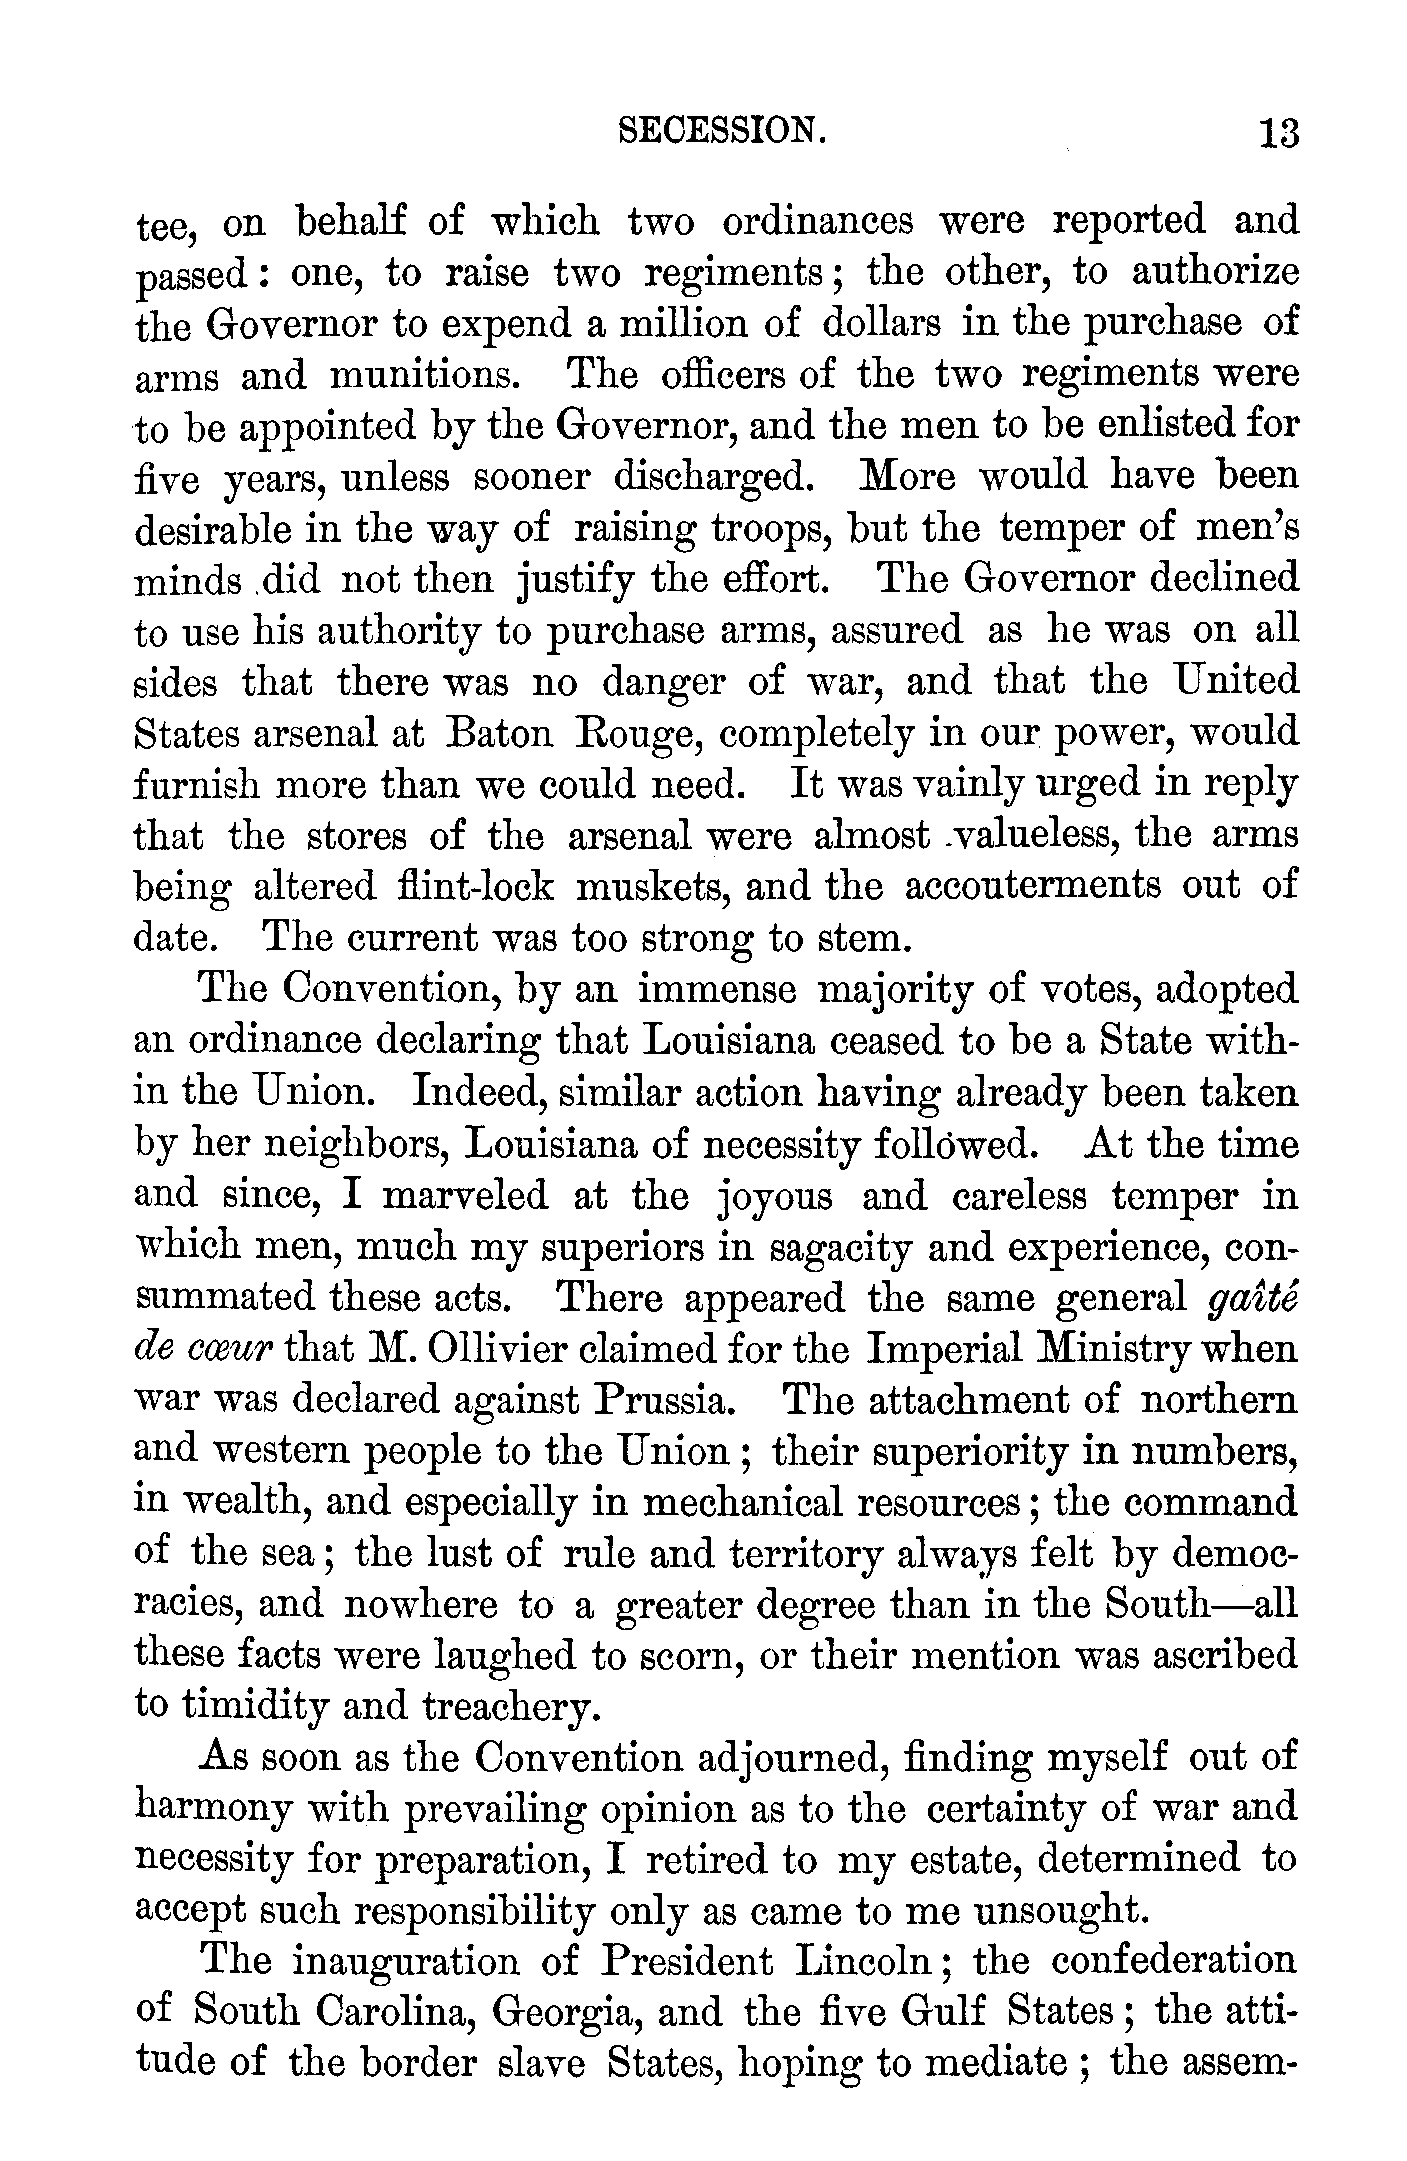 SECESSION. 13
tee, on behalf of which two ordinances were reported and
passed : one, to raise two regiments ; the other, to authorize
the Governor to expend a million of dollars in the purchase of
arms and munitions. The officers of the two regiments were
to be appointed by the Governor, and the men to be enlisted for
five years, unless sooner discharged. More would have been
desirable in the way of raising troops, but the temper of men's
minds did not then justify the effort. The Governor declined
to use his authority to purchase arms, assured as he was on all
sides that there was no danger of war, and that the United
States arsenal at Baton Rouge, completely in our power, would
furnish more than we could need. It was vainly urged in reply
that the stores of the arsenal were almost valueless, the arms
being altered flint-lock muskets, and the accouterments out of
date. The current was too strong to stem.
The Convention, by an immense majority of votes, adopted
an ordinance declaring that Louisiana ceased to be a State with-
in the Union. Indeed, similar action having already been taken
by her neighbors, Louisiana of necessity followed. At the time
and since, I marveled at the joyous and careless temper in
which men, much my superiors in sagacity and experience, con-
summated these acts. There appeared the same general gaîté
de cœur that M. Ollivier claimed for the Imperial Ministry when
war was declared against Prussia. The attachment of northern
and western people to the Union ; their superiority in numbers,
in wealth, and especially in mechanical resources ; the command
of the sea ; the lust of rule and territory always felt by democ-
racies, and nowhere to a greater degree than in the South—all
these facts were laughed to scorn, or their mention was ascribed
to timidity and treachery.
As soon as the Convention adjourned, finding myself out of
harmony with prevailing opinion as to the certainty of war and
necessity for preparation, I retired to my estate, determined to
accept such responsibility only as came to me unsought.
The inauguration of President Lincoln ; the confederation
of South Carolina, Georgia, and the five Gulf States ; the atti-
tude of the border slave States, hoping to mediate ; the assem-